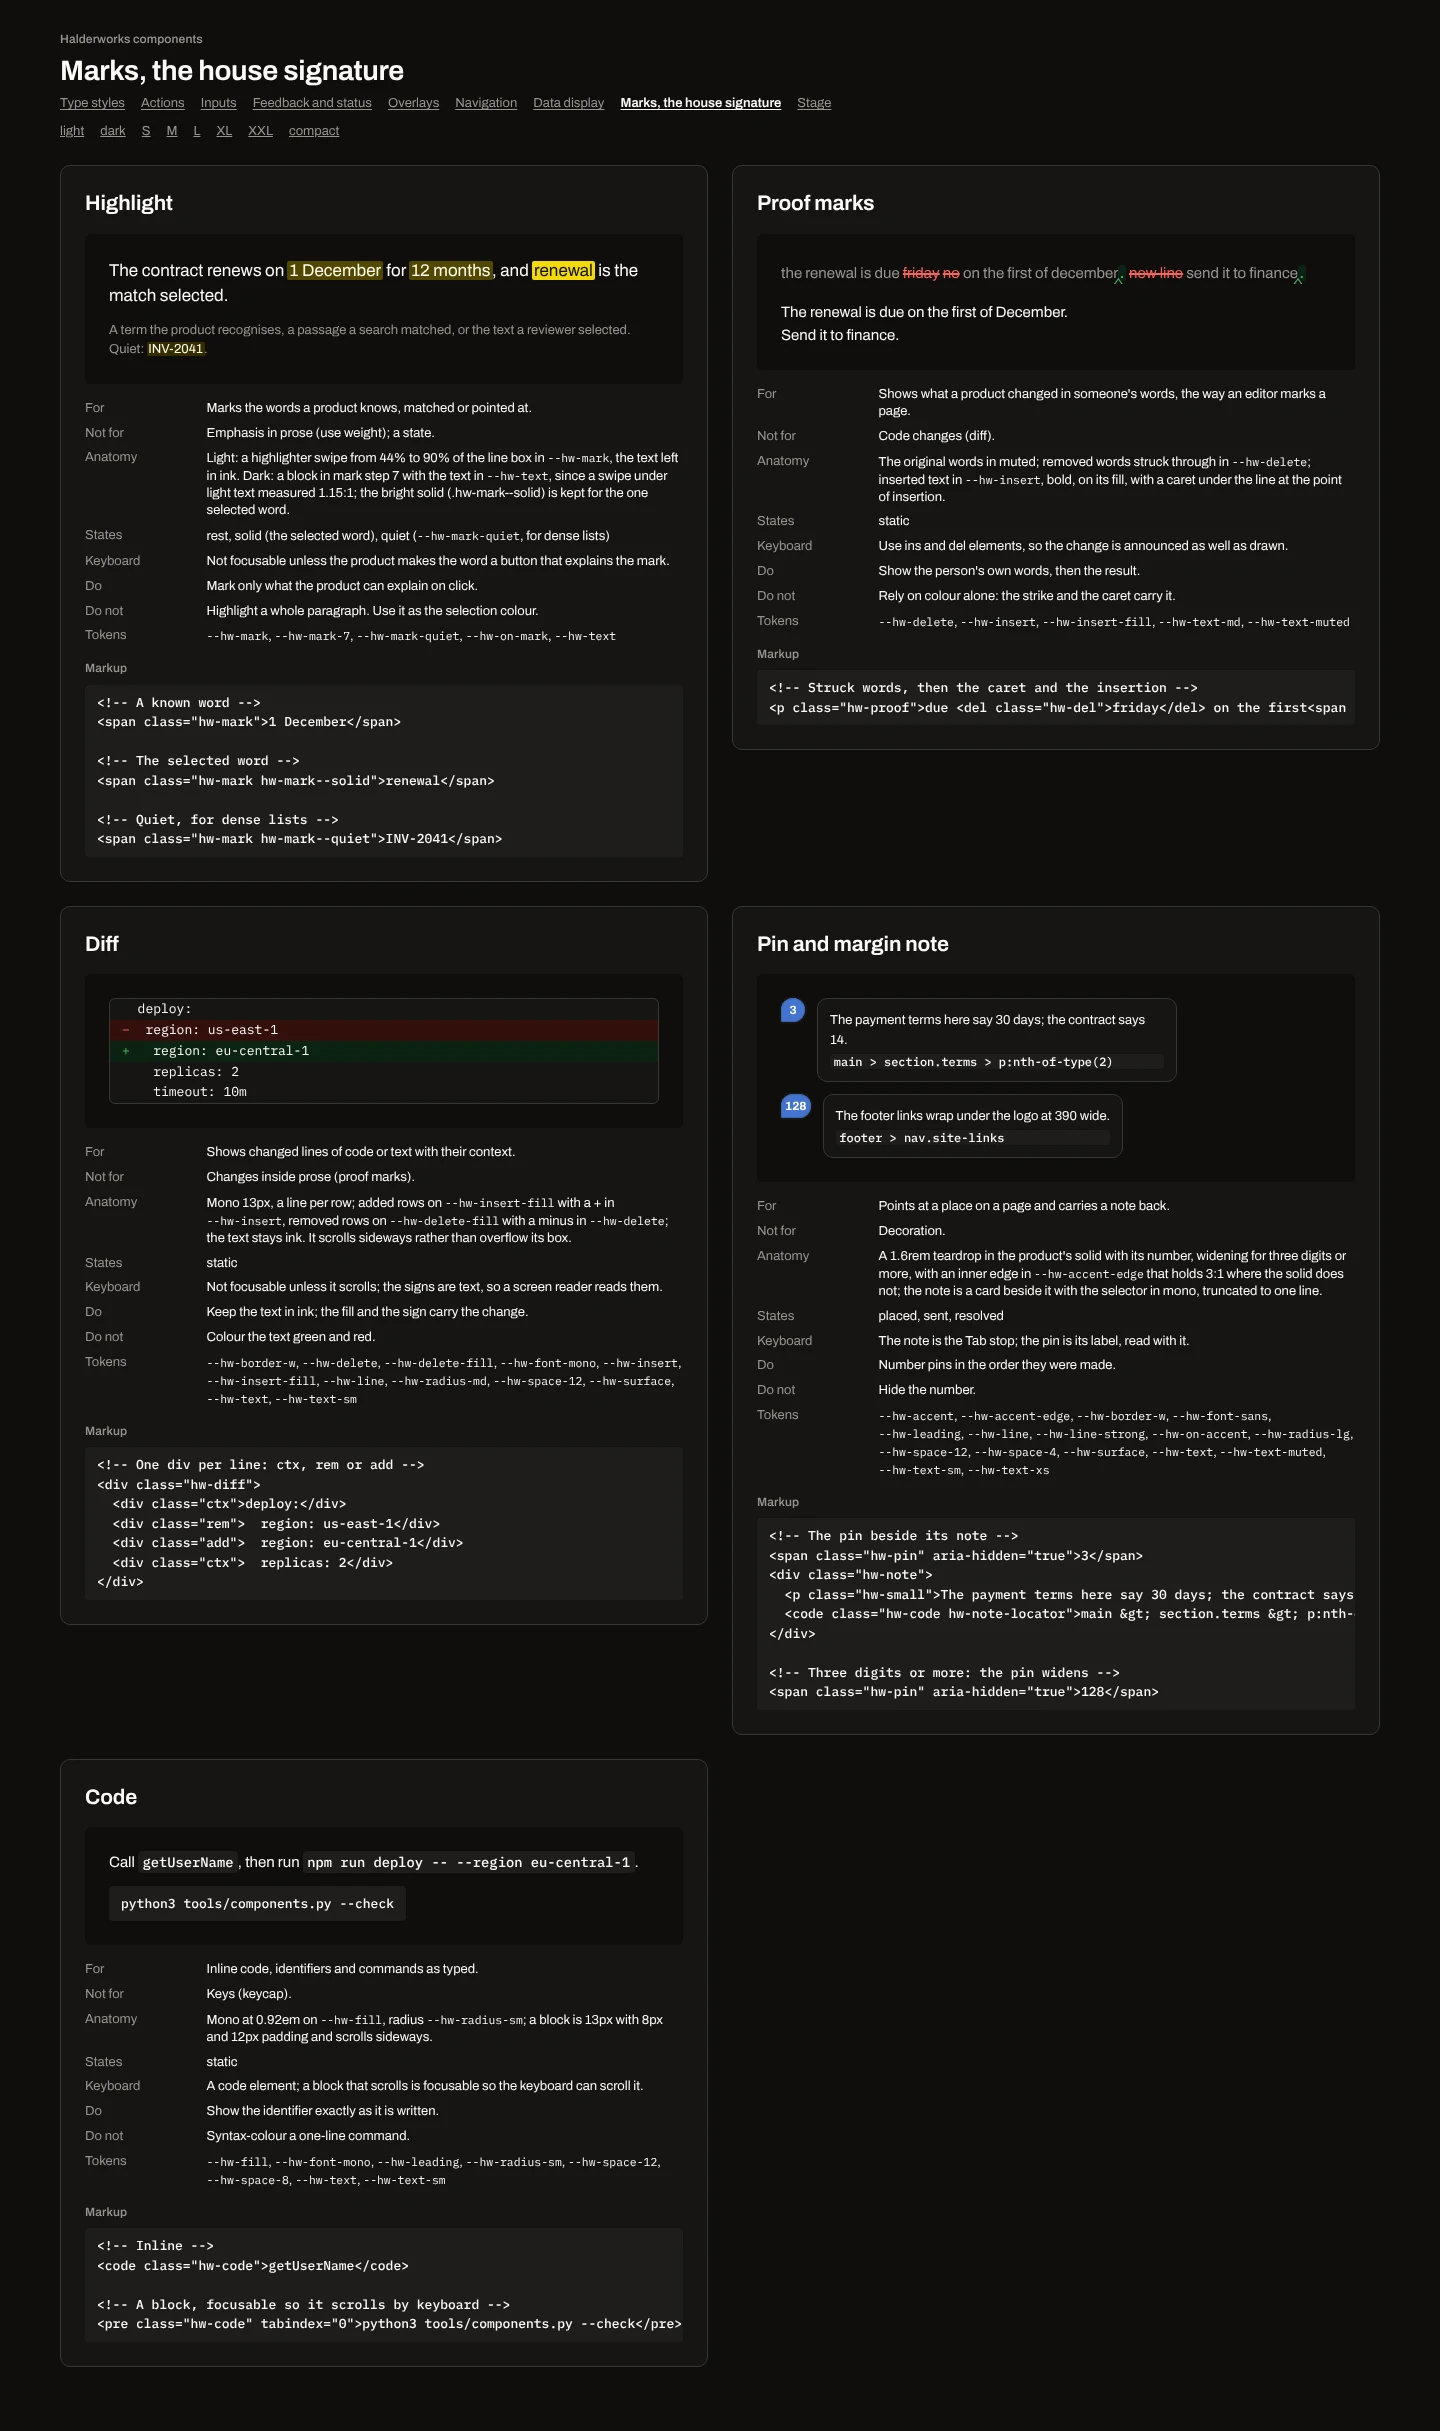 Halderworks components
Marks, the house signature
Type styles Actions Inputs Feedback and status Overlays Navigation Data display Marks, the house signature Stage
light dark S M L XL XXL compact
Highlight
The contract renews on 1 December for 12 months, and renewal is the
match selected.
A term the product recognises, a passage a search matched, or the text a reviewer selected.
Quiet: INV-2041.
For Marks the words a product knows, matched or pointed at.
Not for Emphasis in prose (use weight); a state.
Anatomy Light: a highlighter swipe from 44% to 90% of the line box in --hw-mark, the text left
in ink. Dark: a block in mark step 7 with the text in --hw-text, since a swipe under
light text measured 1.15:1; the bright solid (.hw-mark--solid) is kept for the one
selected word.
States rest, solid (the selected word), quiet (--hw-mark-quiet, for dense lists)
Keyboard Not focusable unless the product makes the word a button that explains the mark.
Do Mark only what the product can explain on click.
Do not Highlight a whole paragraph. Use it as the selection colour.
Tokens --hw-mark, --hw-mark-7, --hw-mark-quiet, --hw-on-mark, --hw-text
Markup
<!-- A known word -->
<span class="hw-mark">1 December</span>
<!-- The selected word -->
<span class="hw-mark hw-mark--solid">renewal</span>
<!-- Quiet, for dense lists -->
<span class="hw-mark hw-mark--quiet">INV-2041</span>
Proof marks
the renewal is due friday no on the first of december. new line send it to finance.
The renewal is due on the first of December.
Send it to finance.
For Shows what a product changed in someone's words, the way an editor marks a
page.
Not for Code changes (diff).
Anatomy The original words in muted; removed words struck through in --hw-delete;
inserted text in --hw-insert, bold, on its fill, with a caret under the line at the point
of insertion.
States static
Keyboard Use ins and del elements, so the change is announced as well as drawn.
Do Show the person's own words, then the result.
Do not Rely on colour alone: the strike and the caret carry it.
Tokens --hw-delete, --hw-insert, --hw-insert-fill, --hw-text-md, --hw-text-muted
Markup
<!-- Struck words, then the caret and the insertion -->
<p class="hw-proof">due <del class="hw-del">friday</del> on the first<span
Diff
deploy:
− region: us-east-1
+ region: eu-central-1
replicas: 2
timeout: 10m
For Shows changed lines of code or text with their context.
Not for Changes inside prose (proof marks).
Anatomy Mono 13px, a line per row; added rows on --hw-insert-fill with a + in
--hw-insert, removed rows on --hw-delete-fill with a minus in --hw-delete;
the text stays ink. It scrolls sideways rather than overflow its box.
States static
Keyboard Not focusable unless it scrolls; the signs are text, so a screen reader reads them.
Do Keep the text in ink; the fill and the sign carry the change.
Do not Colour the text green and red.
Tokens --hw-border-w, --hw-delete, --hw-delete-fill, --hw-font-mono, --hw-insert,
--hw-insert-fill, --hw-line, --hw-radius-md, --hw-space-12, --hw-surface,
--hw-text, --hw-text-sm
Markup
<!-- One div per line: ctx, rem or add -->
<div class="hw-diff">
<div class="ctx">deploy:</div>
<div class="rem">  region: us-east-1</div>
<div class="add">  region: eu-central-1</div>
<div class="ctx">  replicas: 2</div>
</div>
Pin and margin note
3 The payment terms here say 30 days; the contract says
14.
main > section.terms > p:nth-of-type(2)
128 The footer links wrap under the logo at 390 wide.
footer > nav.site-links
For Points at a place on a page and carries a note back.
Not for Decoration.
Anatomy A 1.6rem teardrop in the product's solid with its number, widening for three digits or
more, with an inner edge in --hw-accent-edge that holds 3:1 where the solid does
not; the note is a card beside it with the selector in mono, truncated to one line.
States placed, sent, resolved
Keyboard The note is the Tab stop; the pin is its label, read with it.
Do Number pins in the order they were made.
Do not Hide the number.
Tokens --hw-accent, --hw-accent-edge, --hw-border-w, --hw-font-sans,
--hw-leading, --hw-line, --hw-line-strong, --hw-on-accent, --hw-radius-lg,
--hw-space-12, --hw-space-4, --hw-surface, --hw-text, --hw-text-muted,
--hw-text-sm, --hw-text-xs
Markup
<!-- The pin beside its note -->
<span class="hw-pin" aria-hidden="true">3</span>
<div class="hw-note">
<p class="hw-small">The payment terms here say 30 days; the contract says
<code class="hw-code hw-note-locator">main &gt; section.terms &gt; p:nth-
</div>
<!-- Three digits or more: the pin widens -->
<span class="hw-pin" aria-hidden="true">128</span>
Code
Call getUserName, then run npm run deploy -- --region eu-central-1.
python3 tools/components.py --check
For Inline code, identifiers and commands as typed.
Not for Keys (keycap).
Anatomy Mono at 0.92em on --hw-fill, radius --hw-radius-sm; a block is 13px with 8px
and 12px padding and scrolls sideways.
States static
Keyboard A code element; a block that scrolls is focusable so the keyboard can scroll it.
Do Show the identifier exactly as it is written.
Do not Syntax-colour a one-line command.
Tokens --hw-fill, --hw-font-mono, --hw-leading, --hw-radius-sm, --hw-space-12,
--hw-space-8, --hw-text, --hw-text-sm
Markup
<!-- Inline -->
<code class="hw-code">getUserName</code>
<!-- A block, focusable so it scrolls by keyboard -->
<pre class="hw-code" tabindex="0">python3 tools/components.py --check</pre>